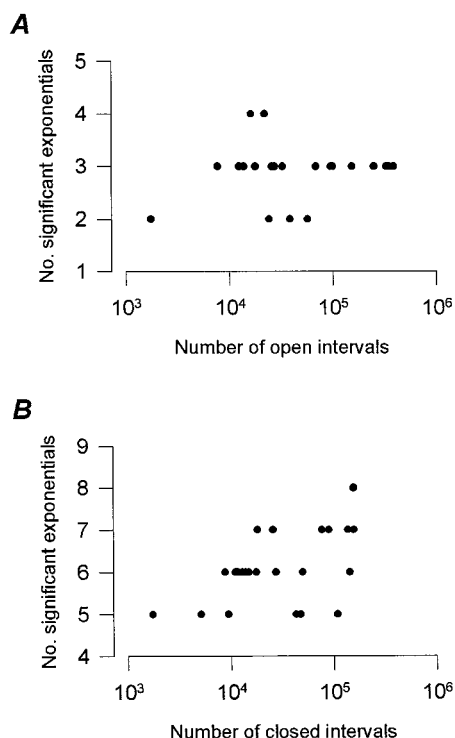 A
No. significant exponentials
5
4
3
2
1
10³ 10⁴ 10⁵ 10⁶
Number of open intervals
B
No. significant exponentials
9
8
7
6
5
4
10³ 10⁴ 10⁵ 10⁶
Number of closed intervals